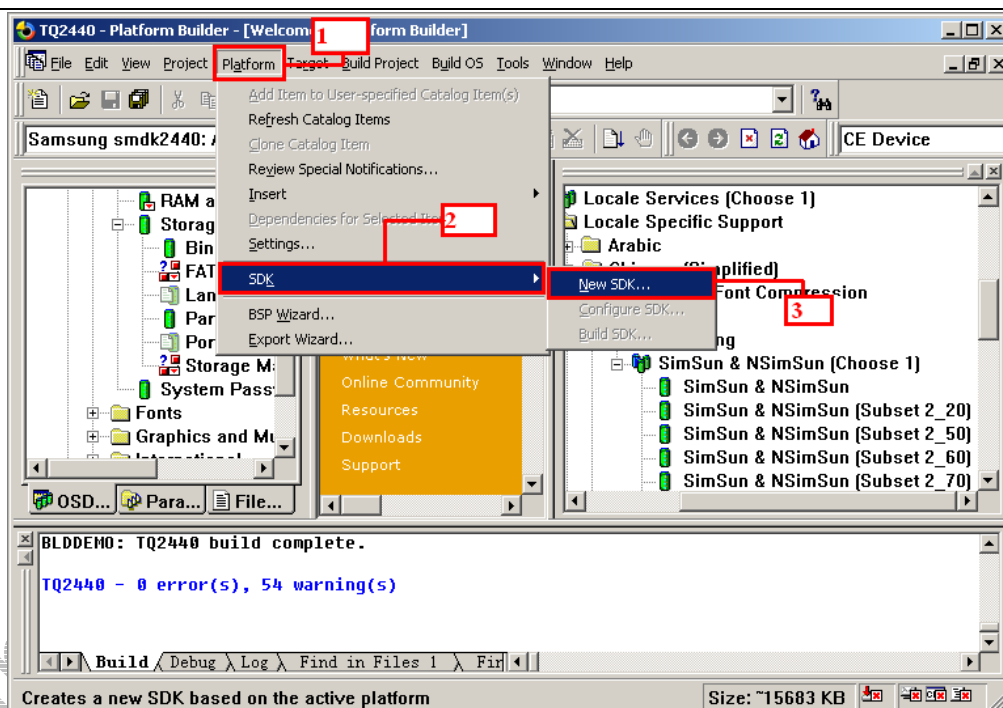 TQ2440 - Platform Builder - [Welcom form Builder]
1
File Edit View Project Platform Target Build Project Build OS Tools Window Help
Add Item to User-specified Catalog Item(s)
Refresh Catalog Items
Clone Catalog Item
Review Special Notifications...
Insert
Dependencies for Selected Ite
2
Settings...
SDK
BSP Wizard...
Export Wizard...
New SDK...
Configure SDK...
Build SDK...
3
Samsung smdk2440:
CE Device
RAM a
Storag
Bin
FAT
Lan
Par
Por
Storage M
System Pass
Fonts
Graphics and Mu
International
What's New
Online Community
Resources
Downloads
Support
Locale Services (Choose 1)
Locale Specific Support
Arabic
(Simplified)
Font Compression
ng
SimSun & NSimSun (Choose 1)
SimSun & NSimSun
SimSun & NSimSun (Subset 2_20)
SimSun & NSimSun (Subset 2_50)
SimSun & NSimSun (Subset 2_60)
SimSun & NSimSun (Subset 2_70)
OSD... Para... File...
BLDDEMO: TQ2440 build complete.
TQ2440 - 0 error(s), 54 warning(s)
Build Debug Log Find in Files 1 Fin
Creates a new SDK based on the active platform
Size: ~15683 KB